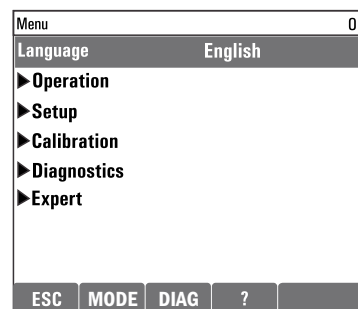 Menu 0
Language English
▶Operation
▶Setup
▶Calibration
▶Diagnostics
▶Expert
ESC MODE DIAG ?